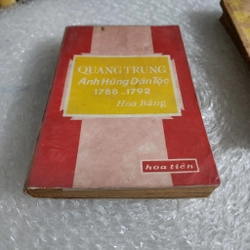 QUANG TRUNG
Anh Hùng Dân Tộc
1788 - 1792
Hoa Bằng
hoa tiên